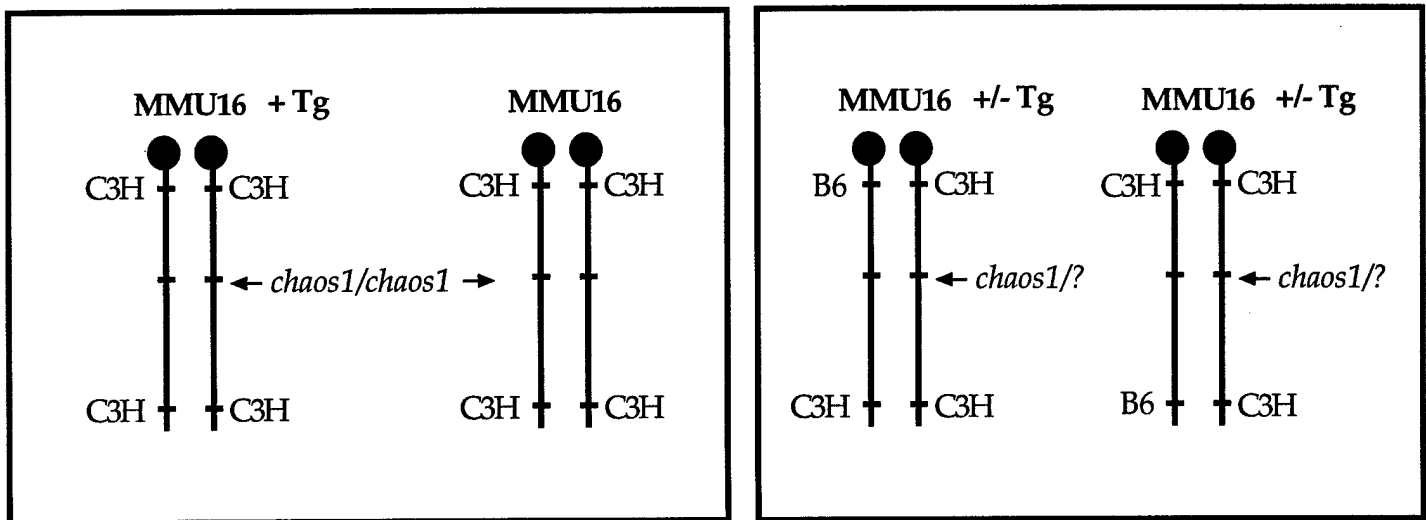 MMU16 + Tg
MMU16
C3H C3H
C3H C3H
chaos1/chaos1
C3H C3H
C3H C3H
MMU16 +/- Tg
MMU16 +/- Tg
B6 C3H
C3H C3H
chaos1/?
chaos1/?
C3H C3H
B6 C3H